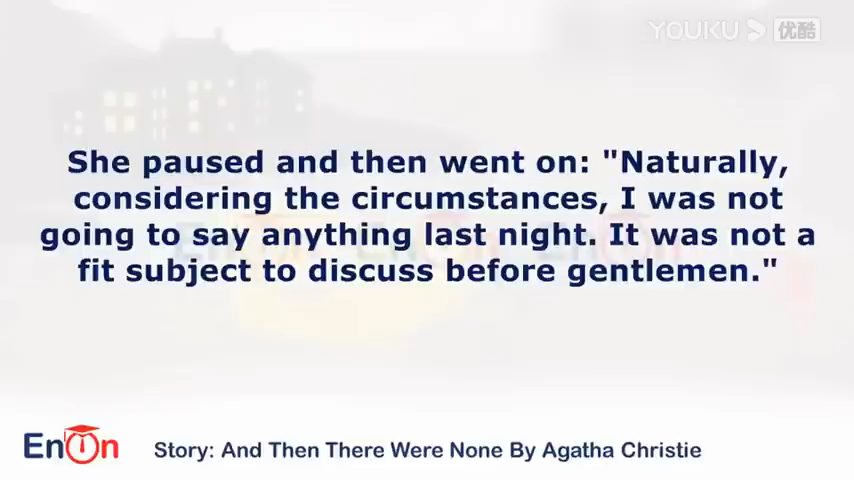 YOUKU 优酷
She paused and then went on: "Naturally,
considering the circumstances, I was not
going to say anything last night. It was not a
fit subject to discuss before gentlemen."
EnOn
Story: And Then There Were None By Agatha Christie